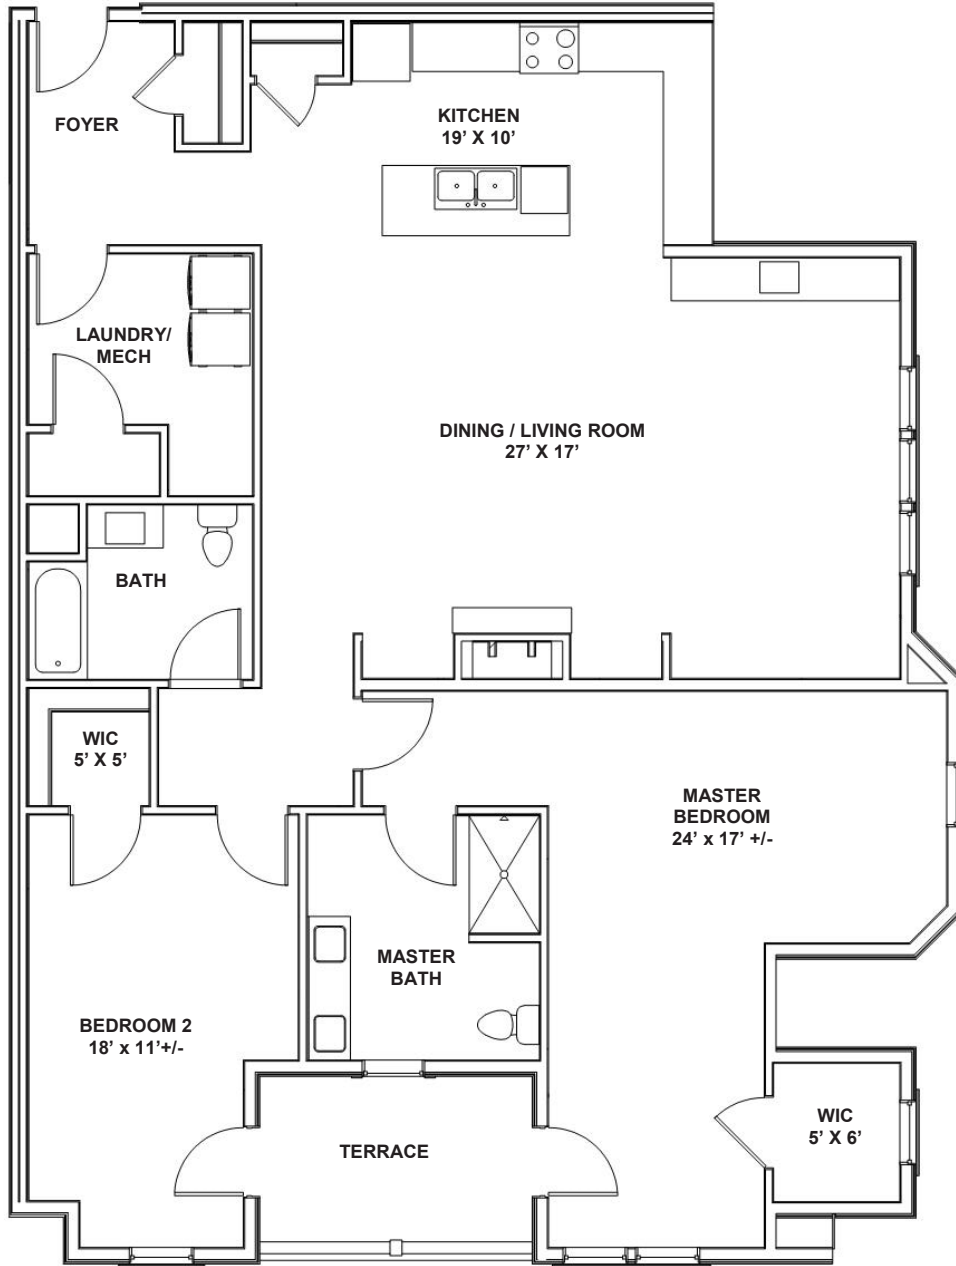 FOYER
KITCHEN
19’ X 10’
LAUNDRY/
MECH
DINING / LIVING ROOM
27’ X 17’
BATH
WIC
5’ X 5’
MASTER
BEDROOM
24’ x 17’ +/-
MASTER
BATH
BEDROOM 2
18’ x 11’+/-
TERRACE
WIC
5’ X 6’